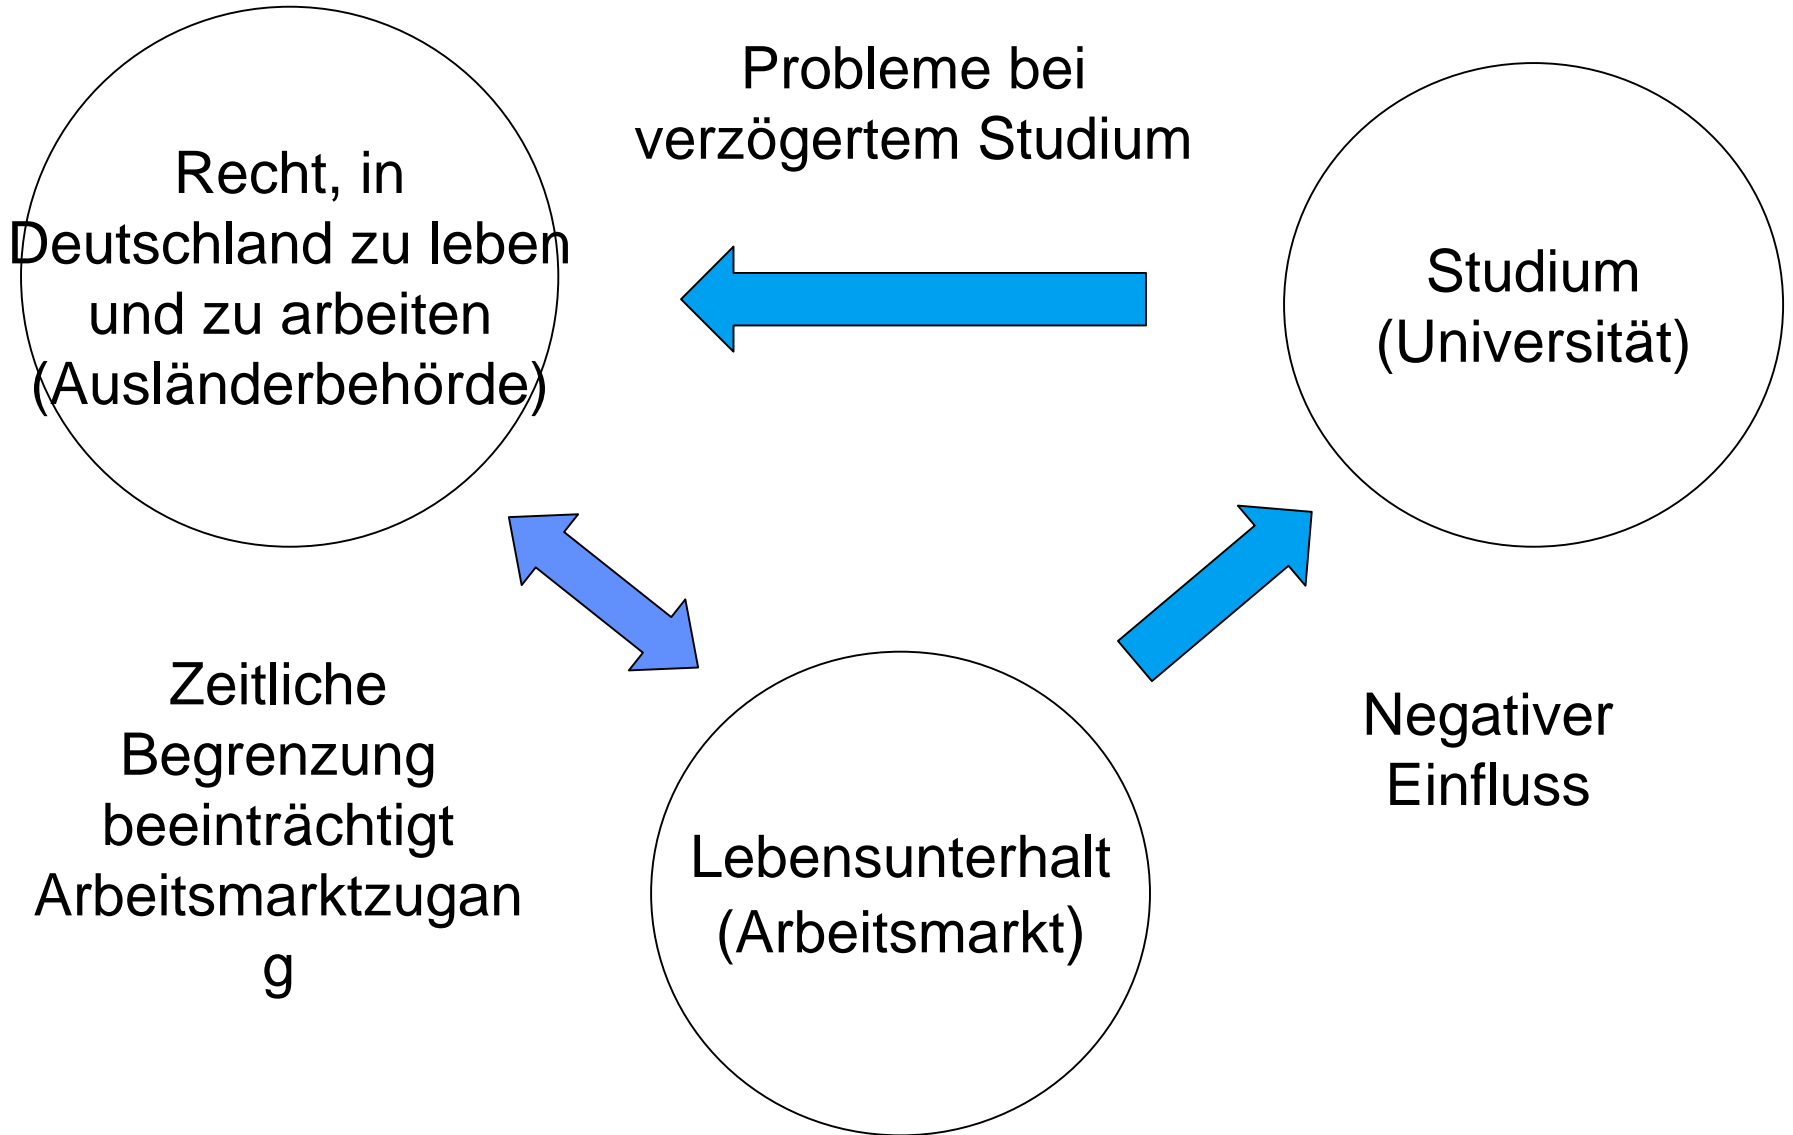 Probleme bei
verzögertem Studium
Recht, in
Deutschland zu leben
und zu arbeiten
(Ausländerbehörde)
Studium
(Universität)
Zeitliche
Begrenzung
beeinträchtigt
Arbeitsmarktzugan
g
Negativer
Einfluss
Lebensunterhalt
(Arbeitsmarkt)